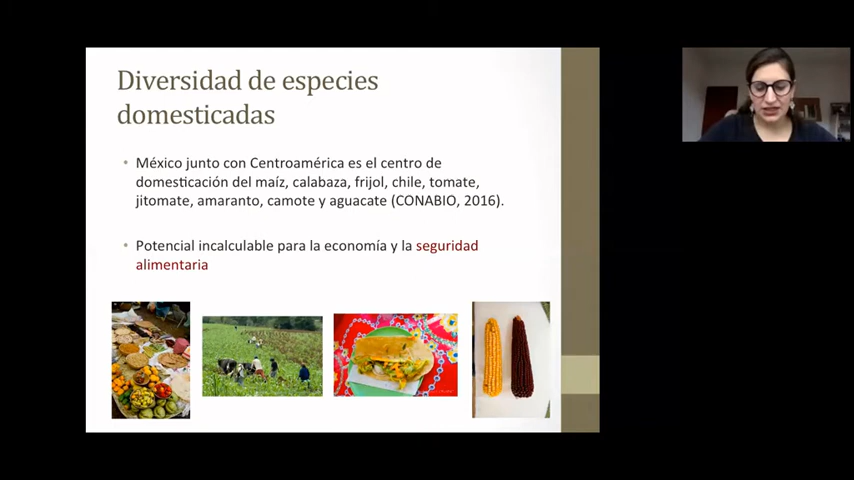 Diversidad de especies
domesticadas
• México junto con Centroamérica es el centro de
domesticación del maíz, calabaza, frijol, chile, tomate,
jitomate, amaranto, camote y aguacate (CONABIO, 2016).
• Potencial incalculable para la economía y la seguridad
alimentaria